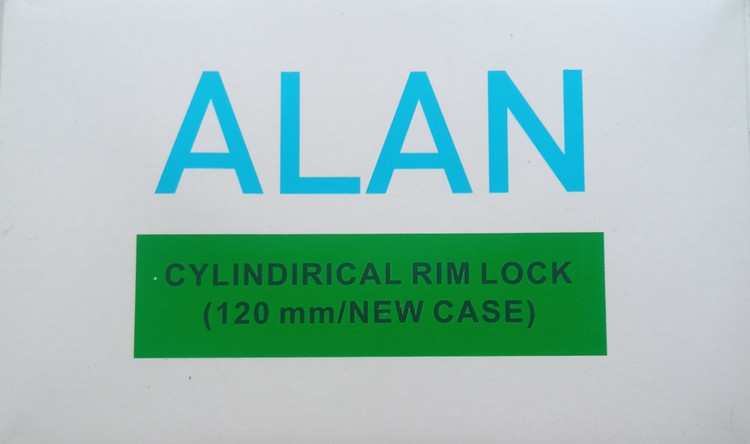 ALAN
CYLINDIRICAL RIM LOCK
(120 mm/NEW CASE)